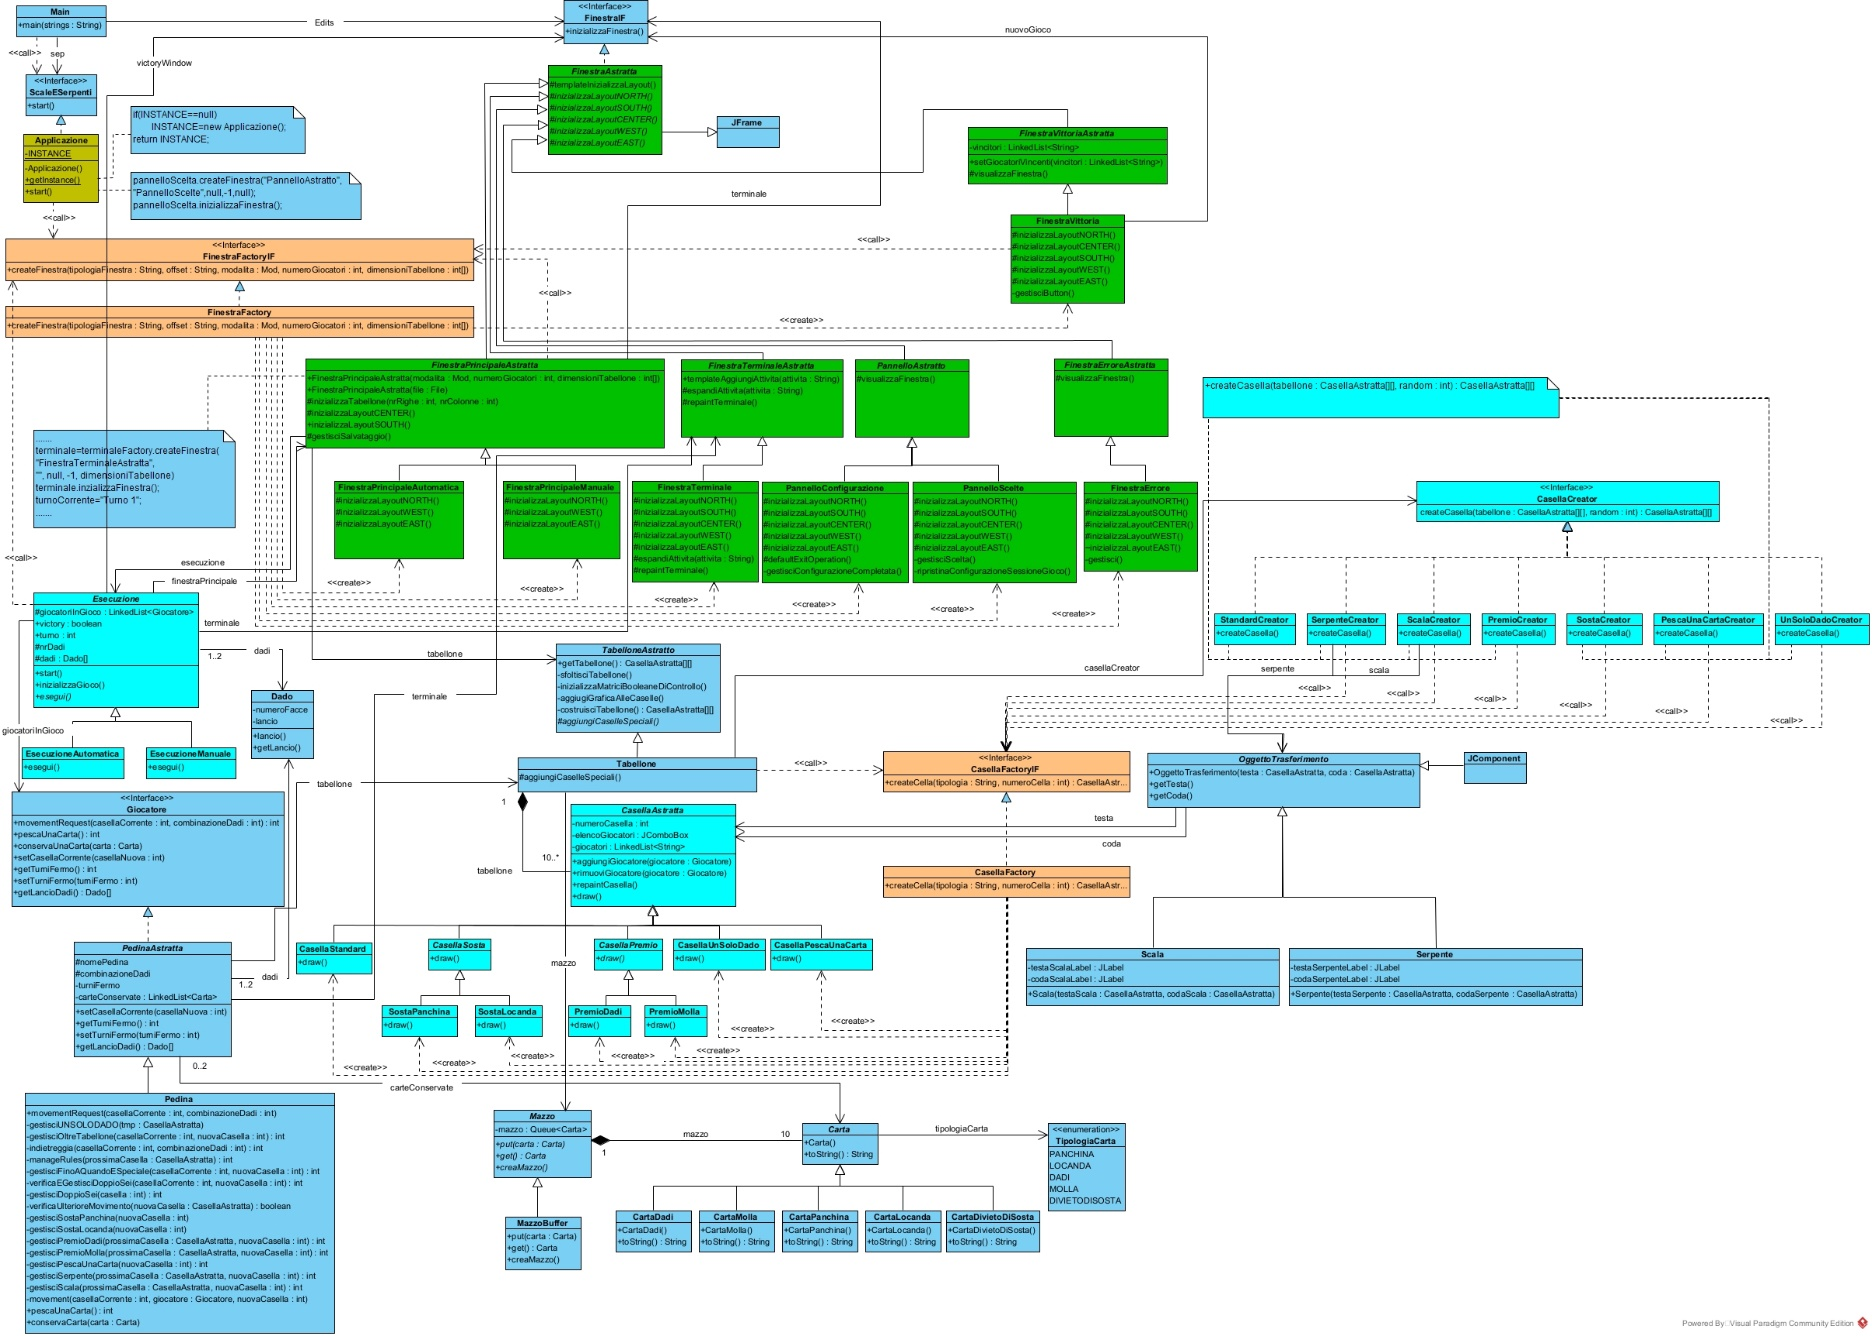 Main
+main(strings : String)
Edits
<<Interface>>
FinestraIF
+inizializzaFinestra()
nuovoGioco
<<call>>
sep
victoryWindow
<<Interface>>
ScaleESerpenti
+start()
if(INSTANCE==null)
INSTANCE=new Applicazione();
return INSTANCE;
Applicazione
-INSTANCE
-Applicazione()
+getInstance()
+start()
pannelloScelta.createFinestra("PannelloAstratto",
"PannelloScelte",null,-1,null);
pannelloScelta.inizializzaFinestra();
<<call>>
FinestraAstratta
#templateInizializzaLayout()
#inizializzaLayoutNORTH()
#inizializzaLayoutSOUTH()
#inizializzaLayoutCENTER()
#inizializzaLayoutWEST()
#inizializzaLayoutEAST()
JFrame
FinestraVittoriaAstratta
-vincitori : LinkedList<String>
+setGiocatoriVincenti(vincitori : LinkedList<String>)
#visualizzaFinestra()
terminale
FinestraVittoria
#inizializzaLayoutNORTH()
#inizializzaLayoutCENTER()
#inizializzaLayoutSOUTH()
#inizializzaLayoutWEST()
#inizializzaLayoutEAST()
-gestisciButton()
<<call>>
<<call>>
<<create>>
<<Interface>>
FinestraFactoryIF
+createFinestra(tipologiaFinestra : String, offset : String, modalita : Mod, numeroGiocatori : int, dimensioniTabellone : int[])
FinestraFactory
+createFinestra(tipologiaFinestra : String, offset : String, modalita : Mod, numeroGiocatori : int, dimensioniTabellone : int[])
FinestraPrincipaleAstratta
+FinestraPrincipaleAstratta(modalita : Mod, numeroGiocatori : int, dimensioniTabellone : int[])
+FinestraPrincipaleAstratta(file : File)
#inizializzaTabellone(nrRighe : int, nrColonne : int)
#inizializzaLayoutCENTER()
+inizializzaLayoutSOUTH()
#gestisciSalvataggio()
FinestraTerminaleAstratta
+templateAggiungiAttivita(attivita : String)
#espandiAttivita(attivita : String)
#repaintTerminale()
PannelloAstratto
#visualizzaFinestra()
FinestraErroreAstratta
#visualizzaFinestra()
+createCasella(tabellone : CasellaAstratta[][], random : int) : CasellaAstratta[][]
.......
terminale=terminaleFactory.createFinestra(
"FinestraTerminaleAstratta",
"", null, -1, dimensioniTabellone)
terminale.inzializzaFinestra();
turnoCorrente="Turno 1";
.......
FinestraPrincipaleAutomatica
#inizializzaLayoutNORTH()
#inizializzaLayoutWEST()
#inizializzaLayoutEAST()
FinestraPrincipaleManuale
#inizializzaLayoutNORTH()
#inizializzaLayoutWEST()
#inizializzaLayoutEAST()
FinestraTerminale
#inizializzaLayoutNORTH()
#inizializzaLayoutSOUTH()
#inizializzaLayoutCENTER()
#inizializzaLayoutWEST()
#inizializzaLayoutEAST()
#espandiAttivita(attivita : String)
#repaintTerminale()
PannelloConfigurazione
#inizializzaLayoutNORTH()
#inizializzaLayoutSOUTH()
#inizializzaLayoutCENTER()
#inizializzaLayoutWEST()
#inizializzaLayoutEAST()
#defaultExitOperation()
-gestisciConfigurazioneCompletata()
PannelloScelte
#inizializzaLayoutNORTH()
#inizializzaLayoutSOUTH()
#inizializzaLayoutCENTER()
#inizializzaLayoutWEST()
#inizializzaLayoutEAST()
-gestisciScelta()
-ripristinaConfigurazioneSessioneGioco()
FinestraErrore
#inizializzaLayoutNORTH()
#inizializzaLayoutSOUTH()
#inizializzaLayoutCENTER()
#inizializzaLayoutWEST()
~inizializzaLayoutEAST()
-gestisci()
<<Interface>>
CasellaCreator
createCasella(tabellone : CasellaAstratta[][], random : int) : CasellaAstratta[][]
<<call>>
esecuzione
finestraPrincipale
<<create>>
<<create>>
<<create>>
<<create>>
<<create>>
<<create>>
Esecuzione
#giocatoriInGioco : LinkedList<Giocatore>
+victory : boolean
+turno : int
#nrDadi
#dadi : Dado[]
+start()
+inizializzaGioco()
+esegui()
terminale
1..2
dadi
tabellone
StandardCreator
+createCasella()
SerpenteCreator
+createCasella()
ScalaCreator
+createCasella()
PremioCreator
+createCasella()
SostaCreator
+createCasella()
PescaUnaCartaCreator
+createCasella()
UnSoloDadoCreator
+createCasella()
TabelloneAstratto
+getTabellone() : CasellaAstratta[][]
-sfoltisciTabellone()
-inizializzaMatriciBooleaneDiControllo()
-aggiugiGraficaAlleCaselle()
-costruisciTabellone() : CasellaAstratta[][]
#aggiungiCaselleSpeciali()
casellaCreator
serpente
scala
<<call>>
<<call>>
<<call>>
<<call>>
<<call>>
Dado
-numeroFacce
-lancio
+lancio()
+getLancio()
terminale
giocatoriInGioco
EsecuzioneAutomatica
+esegui()
EsecuzioneManuale
+esegui()
Tabellone
#aggiungiCaselleSpeciali()
<<call>>
<<Interface>>
CasellaFactoryIF
+createCella(tipologia : String, numeroCella : int) : CasellaAstr...
OggettoTrasferimento
+OggettoTrasferimento(testa : CasellaAstratta, coda : CasellaAstratta)
+getTesta()
+getCoda()
JComponent
tabellone
1
<<Interface>>
Giocatore
+movementRequest(casellaCorrente : int, combinazioneDadi : int) : int
+pescaUnaCarta() : int
+conservaUnaCarta(carta : Carta)
+setCasellaCorrente(casellaNuova : int)
+getTurniFermo() : int
+setTurniFermo(turniFermo : int)
+getLancioDadi() : Dado[]
CasellaAstratta
-numeroCasella : int
-elencoGiocatori : JComboBox
-giocatori : LinkedList<String>
+aggiungiGiocatore(giocatore : Giocatore)
+rimuoviGiocatore(giocatore : Giocatore)
+repaintCasella()
+draw()
10..*
tabellone
testa
coda
CasellaFactory
+createCella(tipologia : String, numeroCella : int) : CasellaAstr...
PedinaAstratta
#nomePedina
#combinazioneDadi
-turniFermo
-carteConservate : LinkedList<Carta>
+setCasellaCorrente(casellaNuova : int)
+getTurniFermo() : int
+setTurniFermo(turniFermo : int)
+getLancioDadi() : Dado[]
dadi
1..2
CasellaStandard
+draw()
CasellaSosta
+draw()
CasellaPremio
+draw()
CasellaUnSoloDado
+draw()
CasellaPescaUnaCarta
+draw()
mazzo
Scala
-testaScalaLabel : JLabel
-codaScalaLabel : JLabel
+Scala(testaScala : CasellaAstratta, codaScala : CasellaAstratta)
Serpente
-testaSerpenteLabel : JLabel
-codaSerpenteLabel : JLabel
+Serpente(testaSerpente : CasellaAstratta, codaSerpente : CasellaAstratta)
SostaPanchina
+draw()
SostaLocanda
+draw()
PremioDadi
+draw()
PremioMolla
+draw()
<<create>>
<<create>>
<<create>>
<<create>>
<<create>>
<<create>>
<<create>>
0..2
carteConservate
Pedina
+movementRequest(casellaCorrente : int, combinazioneDadi : int)
-gestisciUNSOLODADO(tmp : CasellaAstratta)
-gestisciOltreTabellone(casellaCorrente : int, nuovaCasella : int) : int
-indietreggia(casellaCorrente : int, combinazioneDadi : int) : int
-manageRules(prossimaCasella : CasellaAstratta) : int
-gestisciFinoAQuandoESpeciale(casellaCorrente : int, nuovaCasella : int) : int
-verificaEGestisciDoppioSei(casellaCorrente : int, nuovaCasella : int) : int
-gestisciDoppioSei(casella : int) : int
-verificaUlterioreMovimento(nuovaCasella : CasellaAstratta) : boolean
-gestisciSostaPanchina(nuovaCasella : int)
-gestisciSostaLocanda(nuovaCasella : int)
-gestisciPremioDadi(prossimaCasella : CasellaAstratta, nuovaCasella : int) : int
-gestisciPremioMolla(prossimaCasella : CasellaAstratta, nuovaCasella : int) : int
-gestisciPescaUnaCarta(nuovaCasella : int) : int
-gestisciSerpente(prossimaCasella : CasellaAstratta, nuovaCasella : int) : int
-gestisciScala(prossimaCasella : CasellaAstratta, nuovaCasella : int) : int
-movement(casellaCorrente : int, giocatore : Giocatore, nuovaCasella : int)
+pescaUnaCarta() : int
+conservaCarta(carta : Carta)
Mazzo
-mazzo : Queue<Carta>
+put(carta : Carta)
+get() : Carta
+creaMazzo()
mazzo
10
1
Carta
+Carta()
+toString() : String
tipologiaCarta
<<enumeration>>
TipologiaCarta
PANCHINA
LOCANDA
DADI
MOLLA
DIVIETODISOSTA
MazzoBuffer
+put(carta : Carta)
+get() : Carta
+creaMazzo()
CartaDadi
+CartaDadi()
+toString() : String
CartaMolla
+CartaMolla()
+toString() : String
CartaPanchina
+CartaPanchina()
+toString() : String
CartaLocanda
+CartaLocanda()
+toString() : String
CartaDivietoDiSosta
+CartaDivietoDiSosta()
+toString() : String
Powered By: Visual Paradigm Community Edition